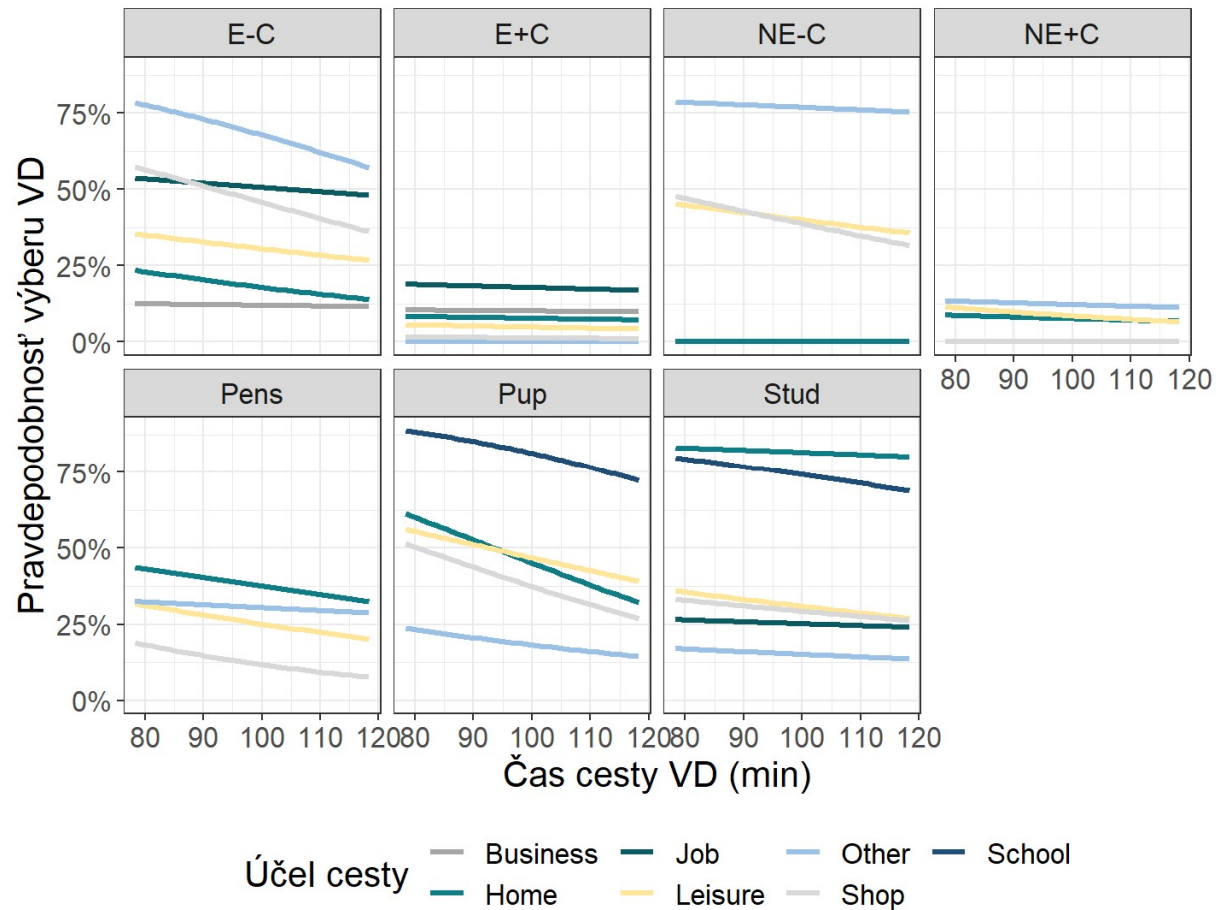 E-C E+C NE-C NE+C
75%
50%
25%
0%
80 90 100 110 120
Pens Pup Stud
75%
50%
25%
0%
80 90 100 110 120 80 90 100 110 120 80 90 100 110 120
Pravdepodobnosť výberu VD
Čas cesty VD (min)
Účel cesty
Business Job Other School
Home Leisure Shop